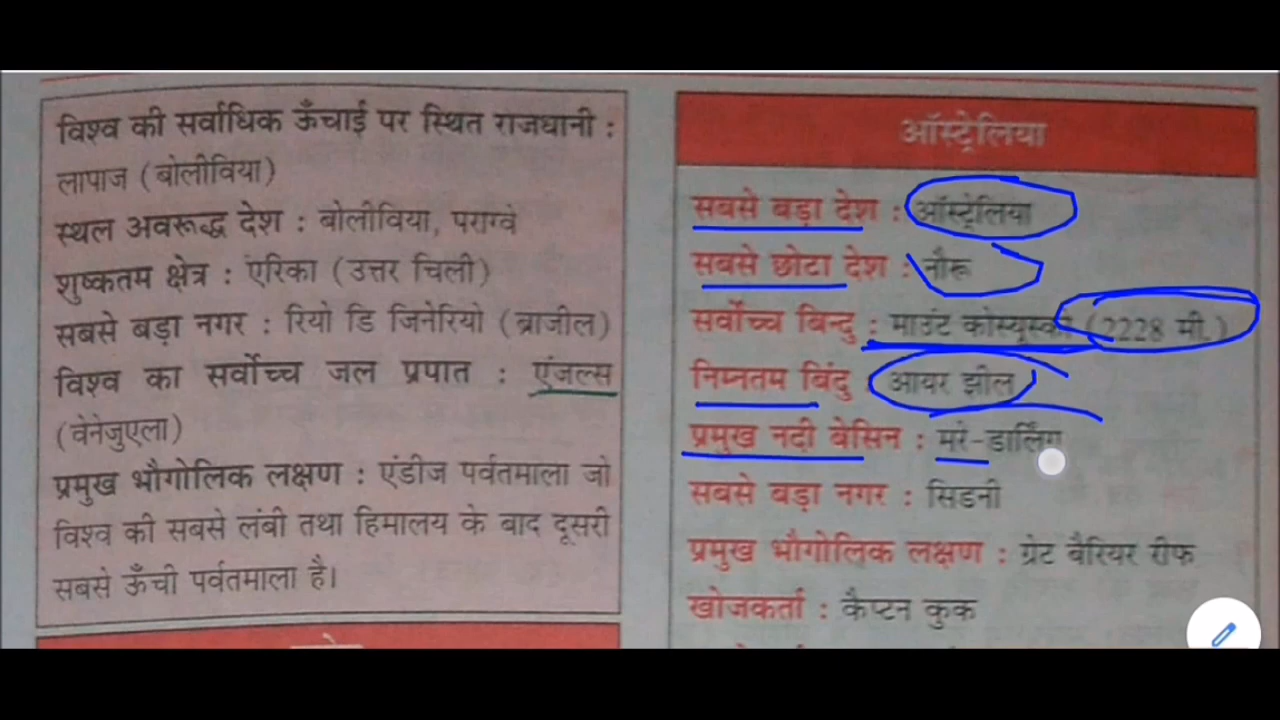 विश्व की सर्वाधिक ऊँचाई पर स्थित राजधानी :
लापाज (बोलीविया)
स्थल अवरूद्ध देश : बोलीविया, पराग्वे
शुष्कतम क्षेत्र : एरिका (उत्तर चिली)
सबसे बड़ा नगर : रियो डि जिनेरियो (ब्राजील)
विश्व का सर्वोच्च जल प्रपात : एंजल्स
(वेनेजुएला)
प्रमुख भौगोलिक लक्षण : एंडीज पर्वतमाला जो
विश्व की सबसे लंबी तथा हिमालय के बाद दूसरी
सबसे ऊँची पर्वतमाला है।
ऑस्ट्रेलिया
सबसे बड़ा देश : ऑस्ट्रेलिया
सबसे छोटा देश : नौरू
सर्वोच्च बिन्दु : माउंट कोस्यूस्को (2228 मी.)
निम्नतम बिंदु : आयर झील
प्रमुख नदी बेसिन : मरे-डार्लिंग
सबसे बड़ा नगर : सिडनी
प्रमुख भौगोलिक लक्षण : ग्रेट बैरियर रीफ
खोजकर्ता : कैप्टन कुक